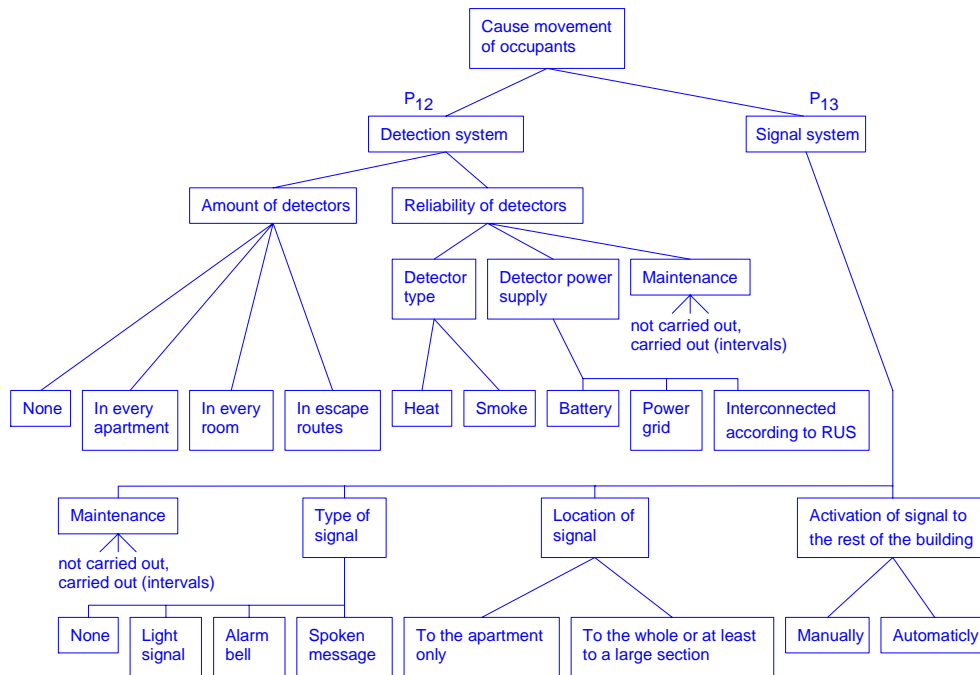 Cause movement
of occupants
P12
P13
Detection system
Signal system
Amount of detectors
Reliability of detectors
Detector
type
Detector power
supply
Maintenance
not carried out,
carried out (intervals)
None
In every
apartment
In every
room
In escape
routes
Heat
Smoke
Battery
Power
grid
Interconnected
according to RUS
Maintenance
not carried out,
carried out (intervals)
Type of
signal
Location of
signal
Activation of signal to
the rest of the building
None
Light
signal
Alarm
bell
Spoken
message
To the apartment
only
To the whole or at least
to a large section
Manually
Automaticly